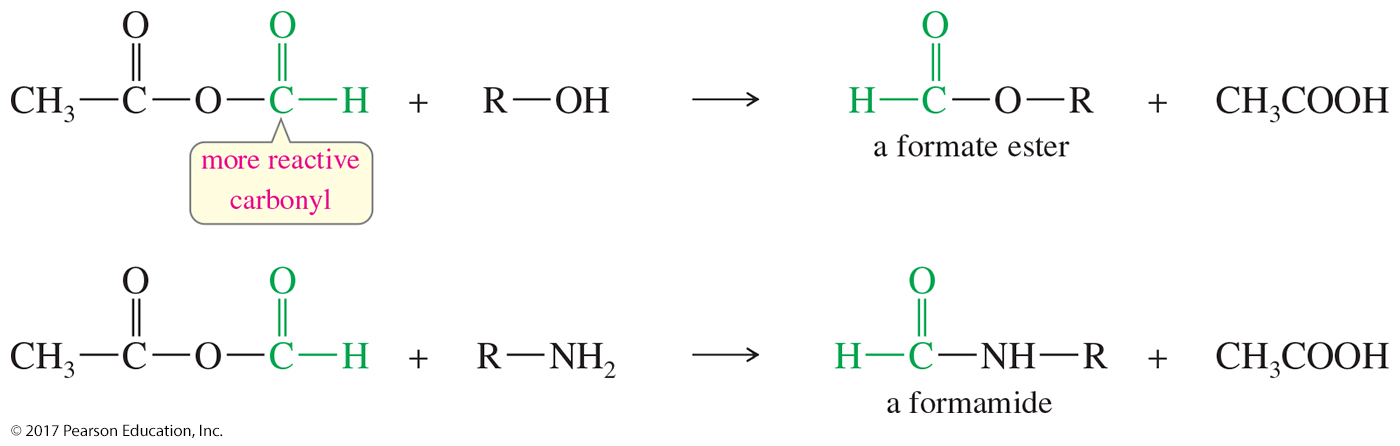 O O O
CH₃—C—O—C—H + R—OH ⟶ H—C—O—R + CH₃COOH
more reactive
carbonyl
a formate ester
O O O
CH₃—C—O—C—H + R—NH₂ ⟶ H—C—NH—R + CH₃COOH
a formamide
© 2017 Pearson Education, Inc.